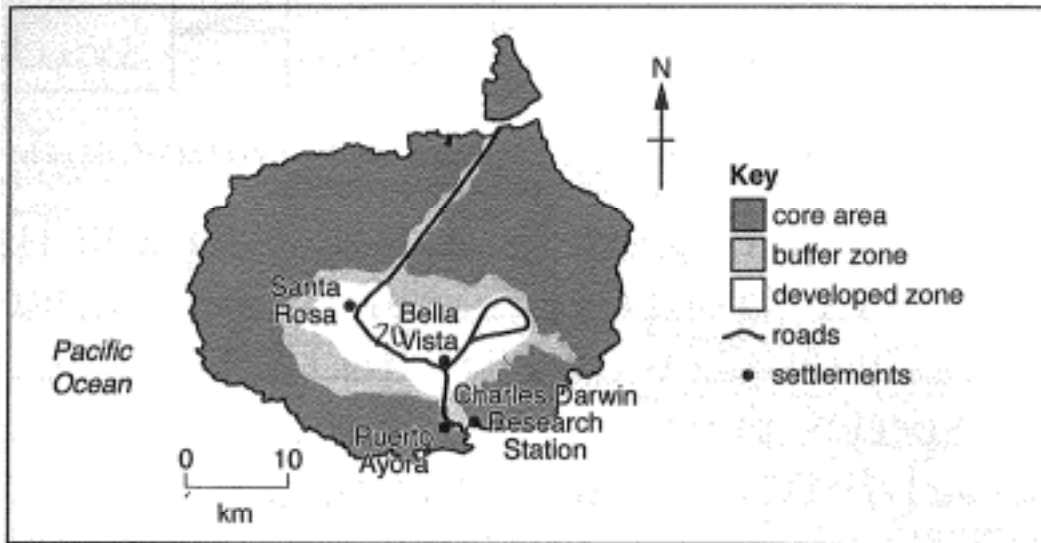 N
Key
core area
buffer zone
developed zone
roads
settlements
Santa
Rosa
Bella
Vista
20
Pacific
Ocean
Charles Darwin
Research
Station
Puerto
Ayora
0 10
km